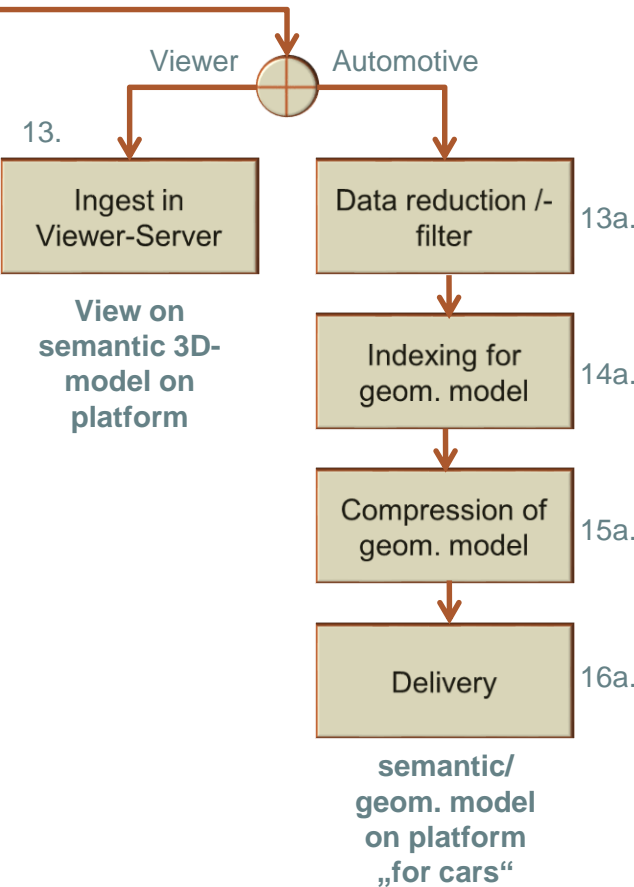 Viewer
Automotive
13.
Ingest in
Viewer-Server
View on
semantic 3D-
model on
platform
Data reduction /-
filter
13a.
Indexing for
geom. model
14a.
Compression of
geom. model
15a.
Delivery
16a.
semantic/
geom. model
on platform
„for cars“